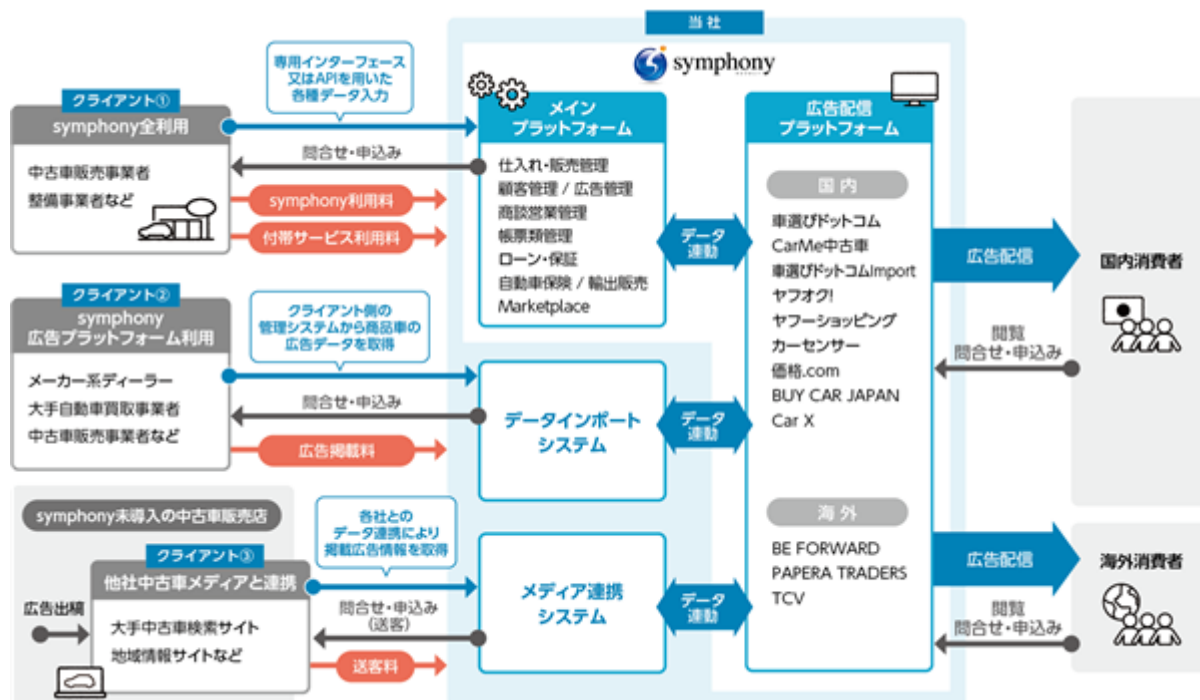 当社
symphony
専用インターフェース
又はAPIを用いた
各種データ入力
クライアント①
symphony全利用
中古車販売事業者
整備事業者など
問合せ・申込み
symphony利用料
付帯サービス利用料
メイン
プラットフォーム
仕入れ・販売管理
顧客管理 / 広告管理
商談営業管理
帳票類管理
ローン・保証
自動車保険 / 輸出販売
Marketplace
データ
連動
広告配信
プラットフォーム
国内
車選びドットコム
CarMe中古車
車選びドットコムImport
ヤフオク!
ヤフーショッピング
カーセンサー
価格.com
BUY CAR JAPAN
Car X
広告配信
国内消費者
閲覧
問合せ・申込み
クライアント②
symphony
広告プラットフォーム利用
メーカー系ディーラー
大手自動車買取事業者
中古車販売事業者など
クライアント側の
管理システムから商品車の
広告データを取得
問合せ・申込み
広告掲載料
データインポート
システム
データ
連動
symphony未導入の中古車販売店
クライアント③
他社中古車メディアと連携
広告出稿
大手中古車検索サイト
地域情報サイトなど
各社との
データ連携により
掲載広告情報を取得
問合せ・申込み
(送客)
送客料
メディア連携
システム
データ
連動
海外
BE FORWARD
PAPERA TRADERS
TCV
広告配信
海外消費者
閲覧
問合せ・申込み